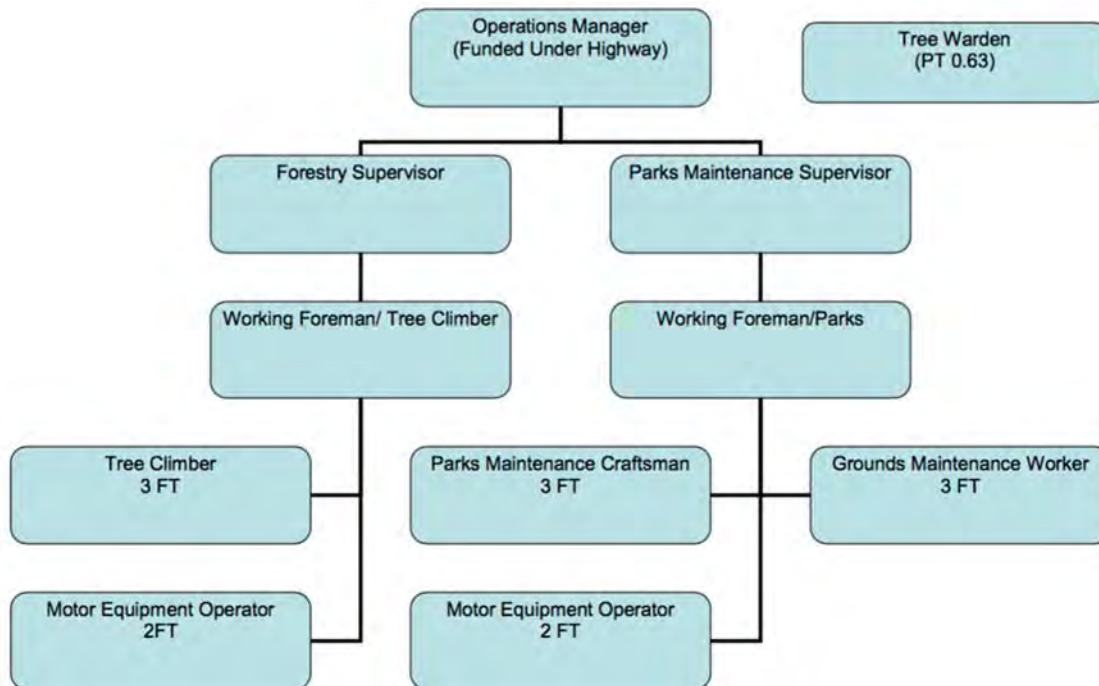 Operations Manager
(Funded Under Highway)
Tree Warden
(PT 0.63)
Forestry Supervisor
Parks Maintenance Supervisor
Working Foreman/ Tree Climber
Working Foreman/Parks
Tree Climber
3 FT
Parks Maintenance Craftsman
3 FT
Grounds Maintenance Worker
3 FT
Motor Equipment Operator
2FT
Motor Equipment Operator
2 FT